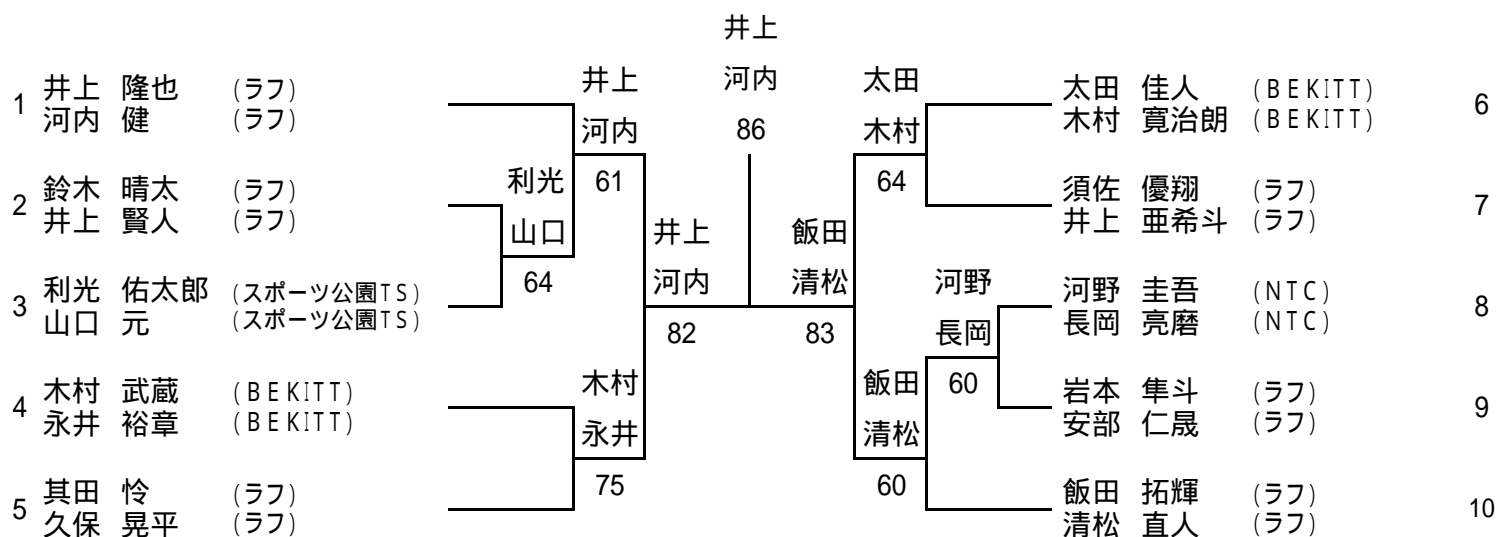 井上
河内
86
1 井上 隆也 (ラフ)
河内 健 (ラフ)
2 鈴木 晴太 (ラフ)
井上 賢人 (ラフ)
3 利光 佑太郎 (スポーツ公園TS)
山口 元 (スポーツ公園TS)
4 木村 武蔵 (BEKITT)
永井 裕章 (BEKITT)
5 其田 怜 (ラフ)
久保 晃平 (ラフ)
利光
山口
64
井上
河内
61
木村
永井
75
井上
河内
82
飯田
清松
83
太田
木村
64
飯田
清松
60
河野
長岡
60
太田 佳人 (BEKITT) 6
木村 寛治朗 (BEKITT)
須佐 優翔 (ラフ) 7
井上 亜希斗 (ラフ)
河野 圭吾 (NTC) 8
長岡 亮磨 (NTC)
岩本 隼斗 (ラフ) 9
安部 仁晟 (ラフ)
飯田 拓輝 (ラフ) 10
清松 直人 (ラフ)